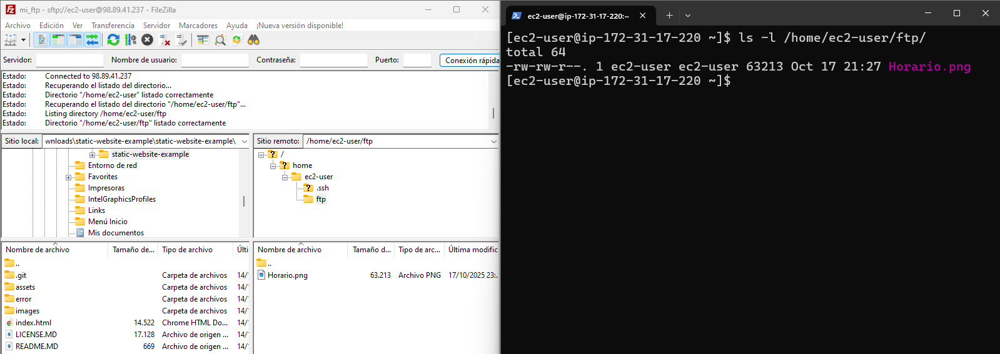 mi_ftp - sftp://ec2-user@98.89.41.237 - FileZilla
Archivo Edición Ver Transferencia Servidor Marcadores Ayuda ¡Nueva versión disponible!
Servidor: Nombre de usuario: Contraseña: Puerto: Conexión rápida
Estado: Connected to 98.89.41.237
Estado: Recuperando el listado del directorio...
Estado: Directorio "/home/ec2-user" listado correctamente
Estado: Recuperando el listado del directorio "/home/ec2-user/ftp"...
Estado: Listing directory /home/ec2-user/ftp
Estado: Directorio "/home/ec2-user/ftp" listado correctamente
Sitio local: wnloads\static-website-example\static-website-example\
static-website-example
Entorno de red
Favorites
Impresoras
IntelGraphicsProfiles
Links
Menú Inicio
Mis documentos
Sitio remoto: /home/ec2-user/ftp
/
home
ec2-user
.ssh
ftp
Nombre de archivo Tamaño de... Tipo de archivo Últi
..
.git Carpeta de archivos 14/
assets Carpeta de archivos 14/
error Carpeta de archivos 14/
images Carpeta de archivos 14/
index.html 14.522 Chrome HTML Do... 14/
LICENSE.MD 17.128 Archivo de origen ... 14/
README.MD 669 Archivo de origen ... 14/
Nombre de archivo Tamaño d... Tipo de arc... Última modific
..
Horario.png 63.213 Archivo PNG 17/10/2025 23:..
ec2-user@ip-172-31-17-220:~
[ec2-user@ip-172-31-17-220 ~]$ ls -l /home/ec2-user/ftp/
total 64
-rw-rw-r--. 1 ec2-user ec2-user 63213 Oct 17 21:27 Horario.png
[ec2-user@ip-172-31-17-220 ~]$